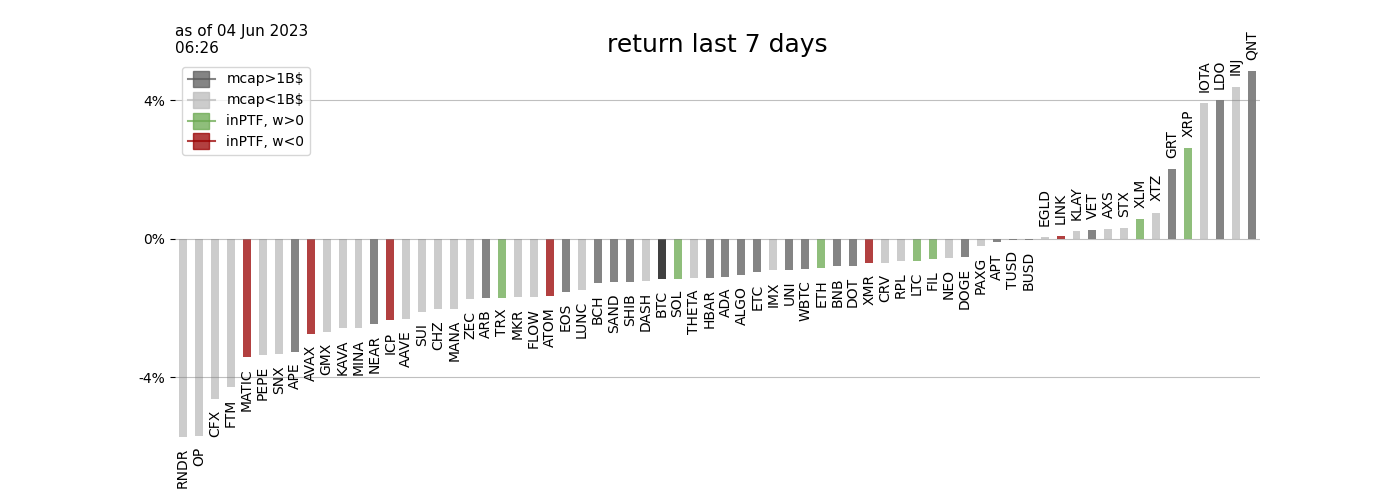 as of 04 Jun 2023
06:26
return last 7 days
mcap>1B$
mcap<1B$
inPTF, w>0
inPTF, w<0
4%
0%
-4%
RNDR
OP
CFX
FTM
MATIC
PEPE
SNX
APE
AVAX
GMX
KAVA
MINA
NEAR
ICP
AAVE
SUI
CHZ
MANA
ZEC
ARB
TRX
MKR
FLOW
ATOM
EOS
LUNC
BCH
SAND
SHIB
DASH
BTC
SOL
THETA
HBAR
ADA
ALGO
ETC
IMX
UNI
WBTC
ETH
BNB
DOT
XMR
CRV
RPL
LTC
FIL
NEO
DOGE
PAXG
APT
TUSD
BUSD
EGLD
LINK
KLAY
VET
AXS
STX
XLM
XTZ
GRT
XRP
IOTA
LDO
INJ
QNT